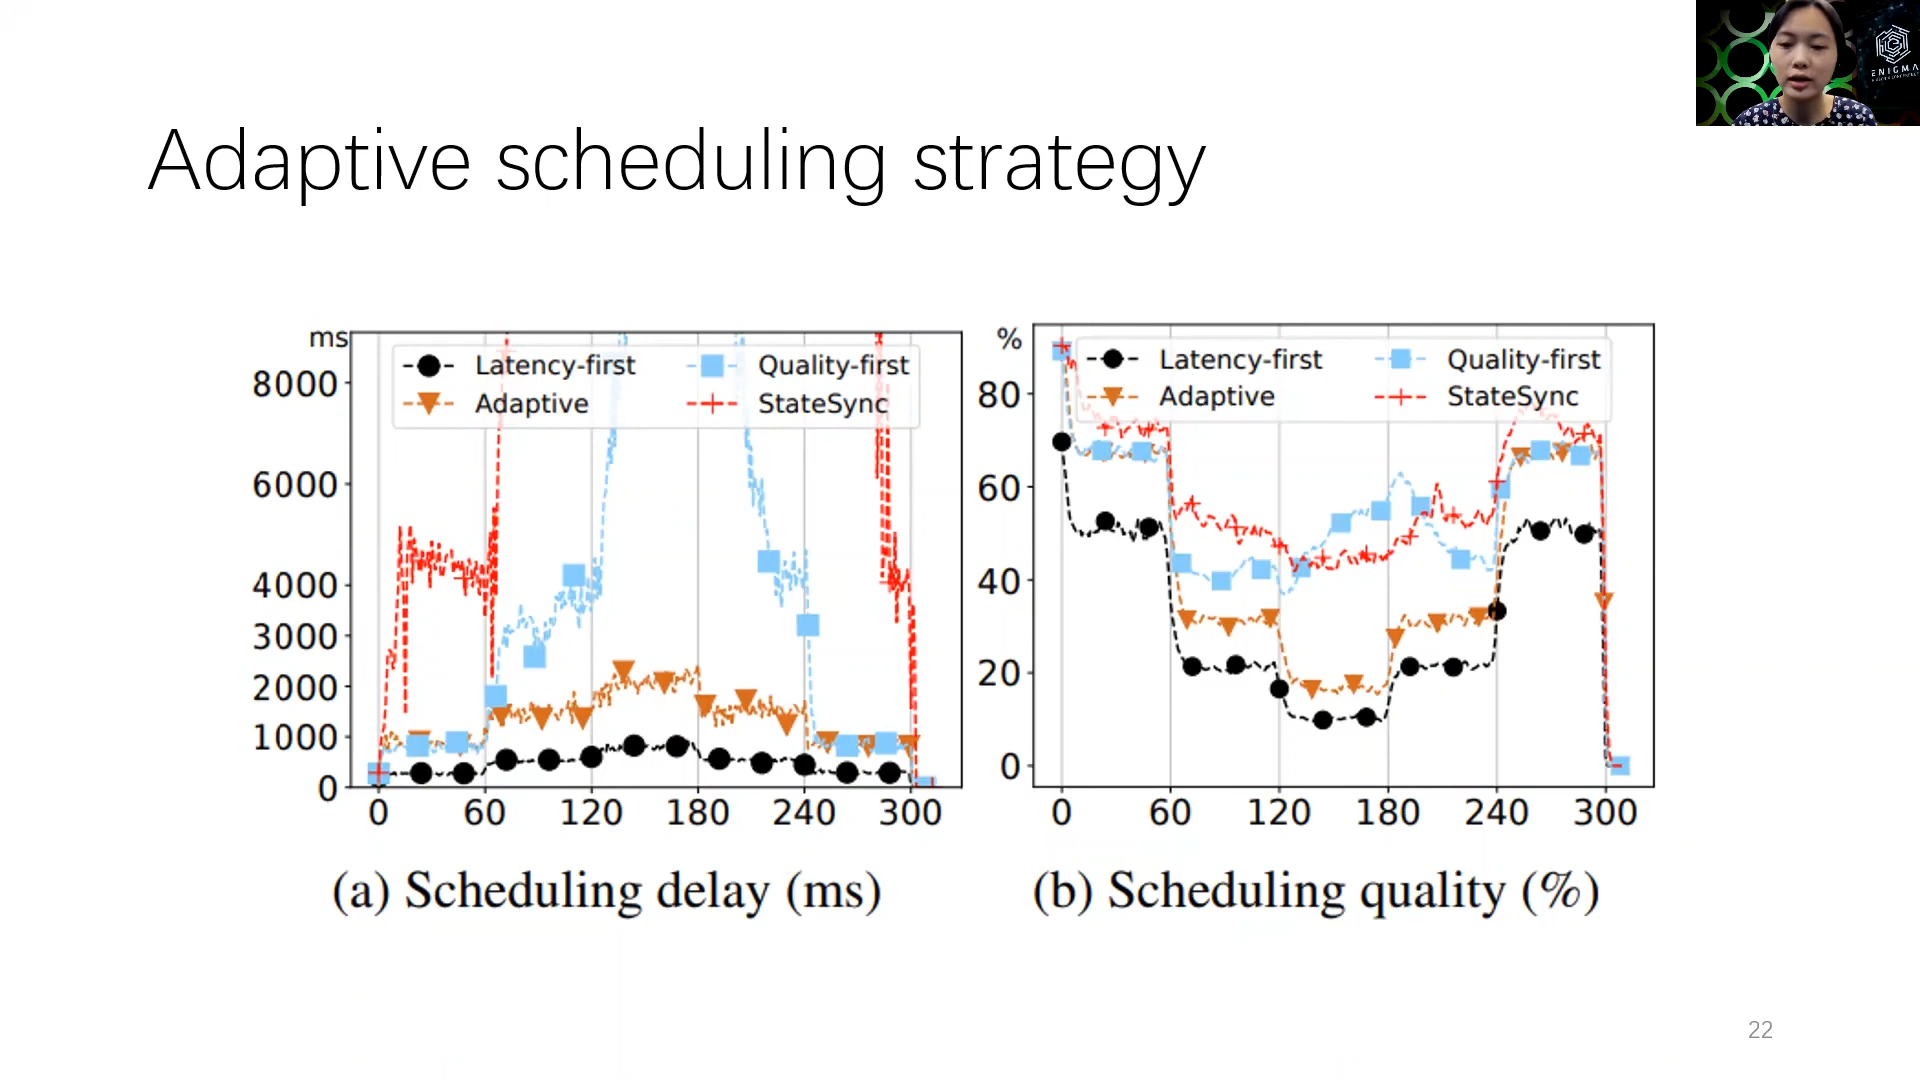 ENIGMA
Adaptive scheduling strategy
ms
Latency-first
Quality-first
Adaptive
StateSync
8000
6000
4000
3000
2000
1000
0
0 60 120 180 240 300
(a) Scheduling delay (ms)
%
Latency-first
Quality-first
Adaptive
StateSync
80
60
40
20
0
0 60 120 180 240 300
(b) Scheduling quality (%)
22